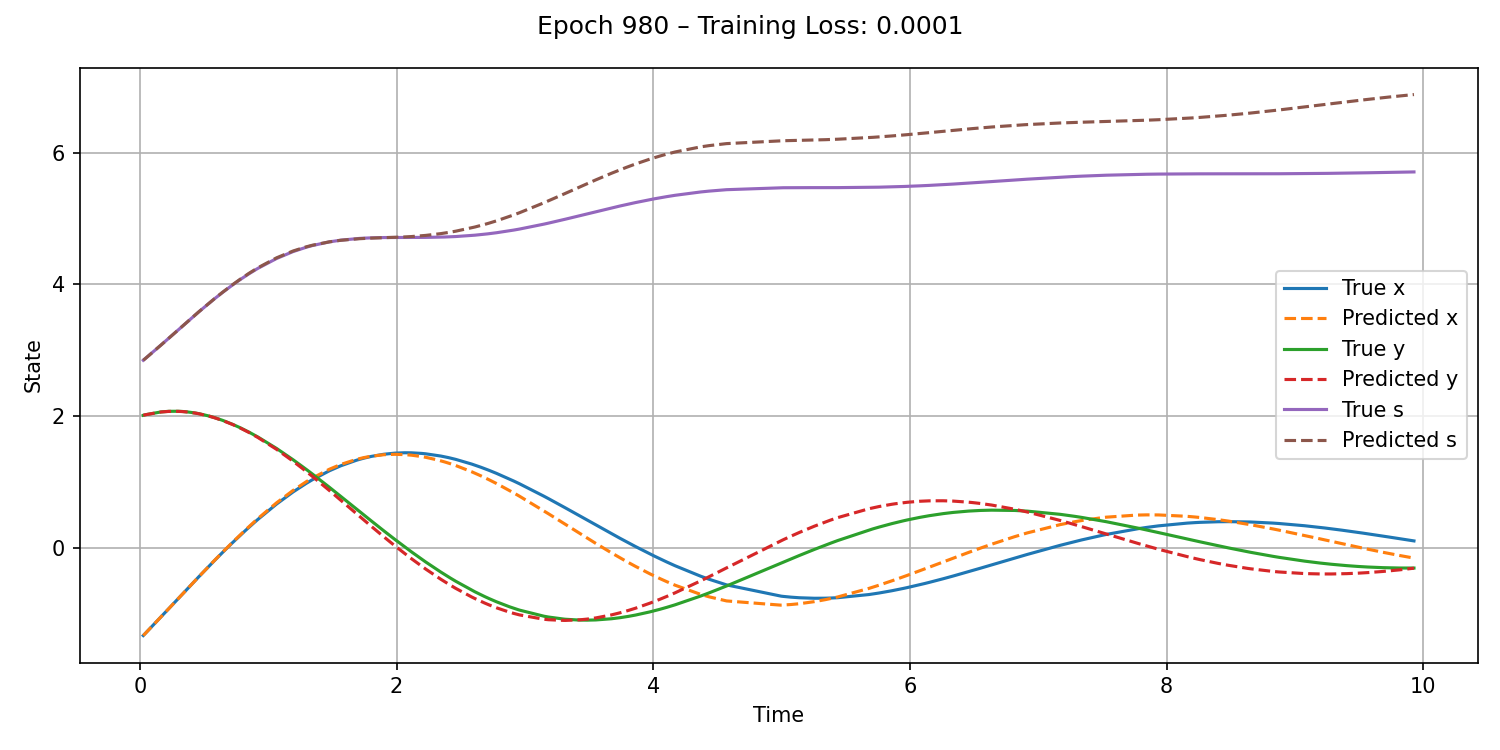 Epoch 980 – Training Loss: 0.0001
6
4
2
0
State
True x
Predicted x
True y
Predicted y
True s
Predicted s
0 2 4 6 8 10
Time